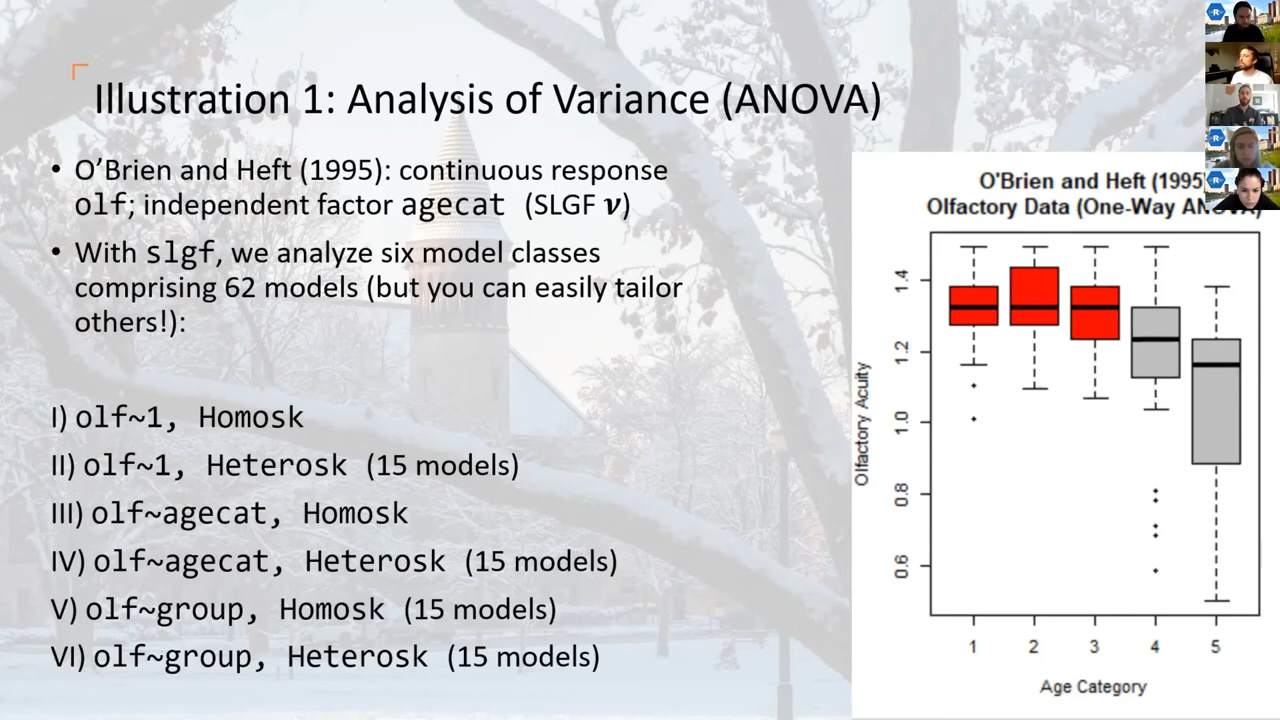 Illustration 1: Analysis of Variance (ANOVA)
• O’Brien and Heft (1995): continuous response
olf; independent factor agecat (SLGF ν)
• With slgf, we analyze six model classes
comprising 62 models (but you can easily tailor
others!):
I) olf~1, Homosk
II) olf~1, Heterosk (15 models)
III) olf~agecat, Homosk
IV) olf~agecat, Heterosk (15 models)
V) olf~group, Homosk (15 models)
VI) olf~group, Heterosk (15 models)
O'Brien and Heft (1995)
Olfactory Data (One-Way ANOVA)
Olfactory Acuity
1.4
1.2
1.0
0.8
0.6
1 2 3 4 5
Age Category
R
R
R
R